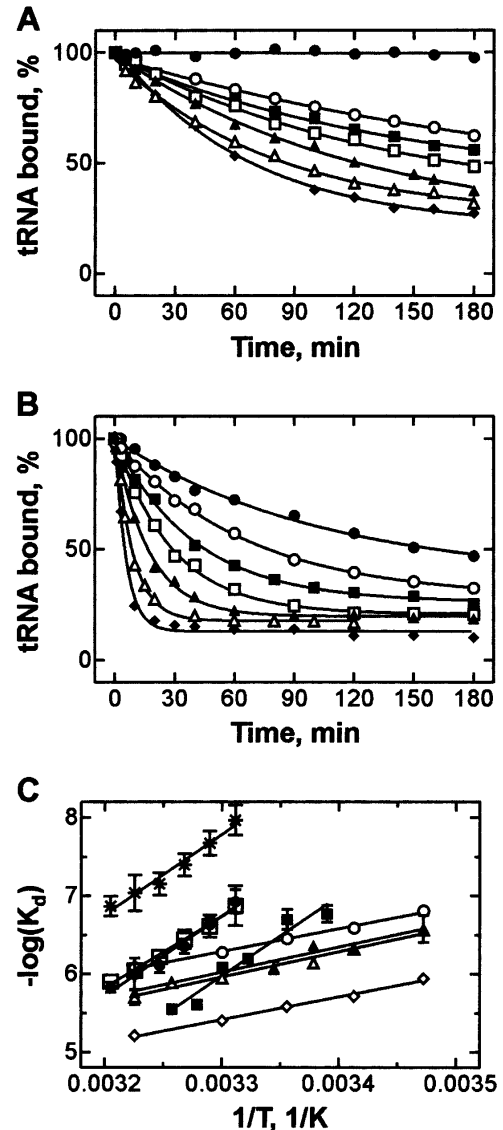 A
tRNA bound, %
100
50
0
0 30 60 90 120 150 180
Time, min
B
tRNA bound, %
100
50
0
0 30 60 90 120 150 180
Time, min
C
-log(Kd)
8
7
6
5
0.0032 0.0033 0.0034 0.0035
1/T, 1/K